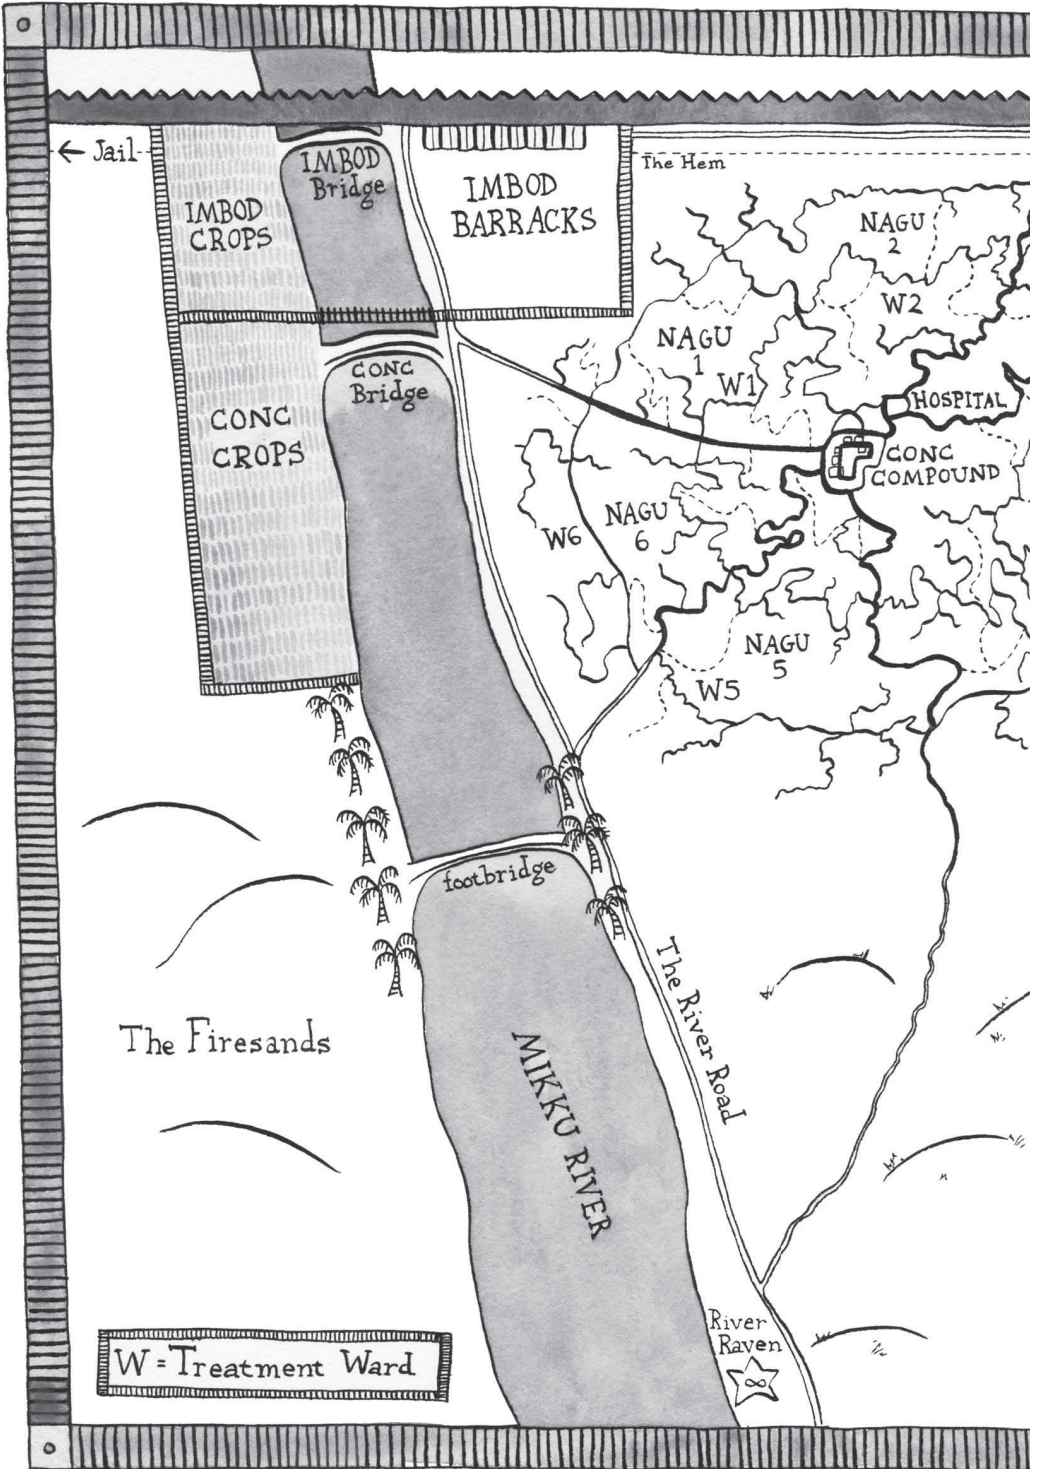 ← Jail
IMBOD
Bridge
IMBOD
CROPS
IMBOD
BARRACKS
The Hem
NAGU
2
W2
NAGU
1
W1
HOSPITAL
CONC
Bridge
CONC
CROPS
CONC
COMPOUND
NAGU
6
W6
NAGU
5
W5
footbridge
The River Road
The Firesands
MIKKU RIVER
River
Raven
∞
W = Treatment Ward